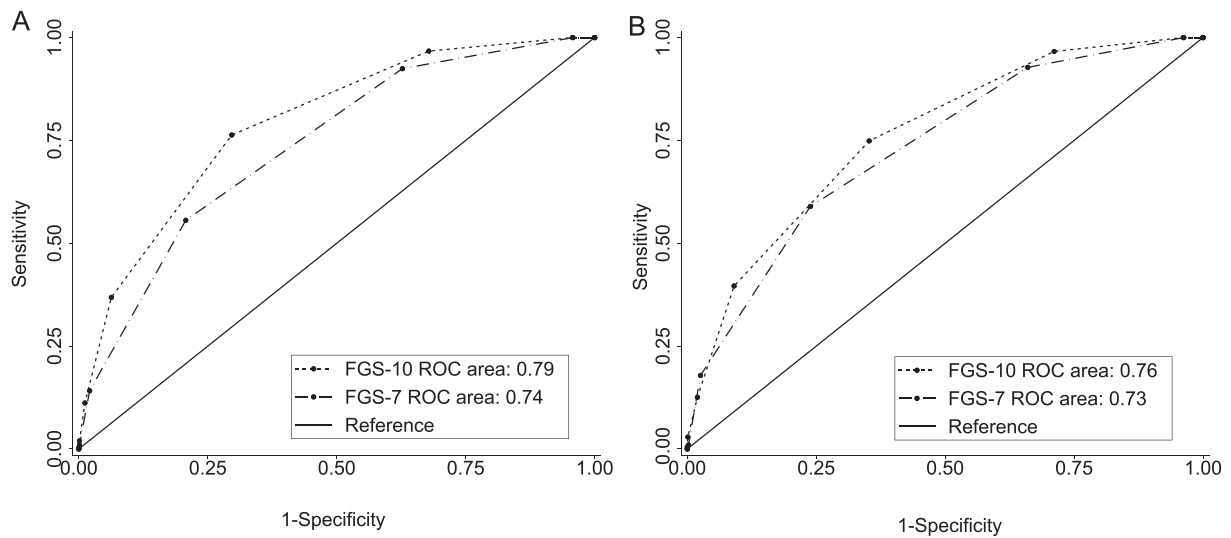 A
B
1.00
0.75
0.50
0.25
0.00
Sensitivity
0.00 0.25 0.50 0.75 1.00
1-Specificity
FGS-10 ROC area: 0.79
FGS-7 ROC area: 0.74
Reference
1.00
0.75
0.50
0.25
0.00
Sensitivity
0.00 0.25 0.50 0.75 1.00
1-Specificity
FGS-10 ROC area: 0.76
FGS-7 ROC area: 0.73
Reference